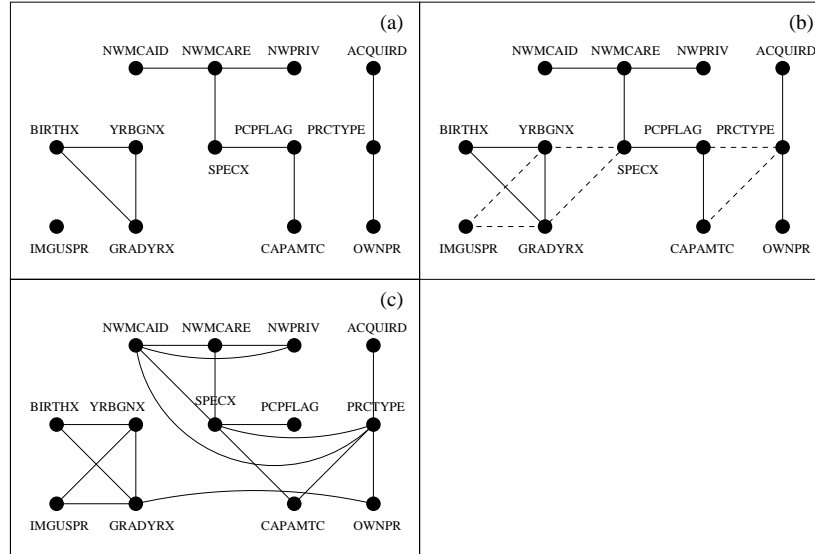 (a)
NWMCAID NWMCARE NWPRIV ACQUIRD
BIRTHX YRBGNX PCPFLAG PRCTYPE
SPECX
IMGUSPR GRADYRX CAPAMTC OWNPR
(b)
NWMCAID NWMCARE NWPRIV ACQUIRD
BIRTHX YRBGNX PCPFLAG PRCTYPE
SPECX
IMGUSPR GRADYRX CAPAMTC OWNPR
(c)
NWMCAID NWMCARE NWPRIV ACQUIRD
SPECX
BIRTHX YRBGNX PCPFLAG PRCTYPE
IMGUSPR GRADYRX CAPAMTC OWNPR